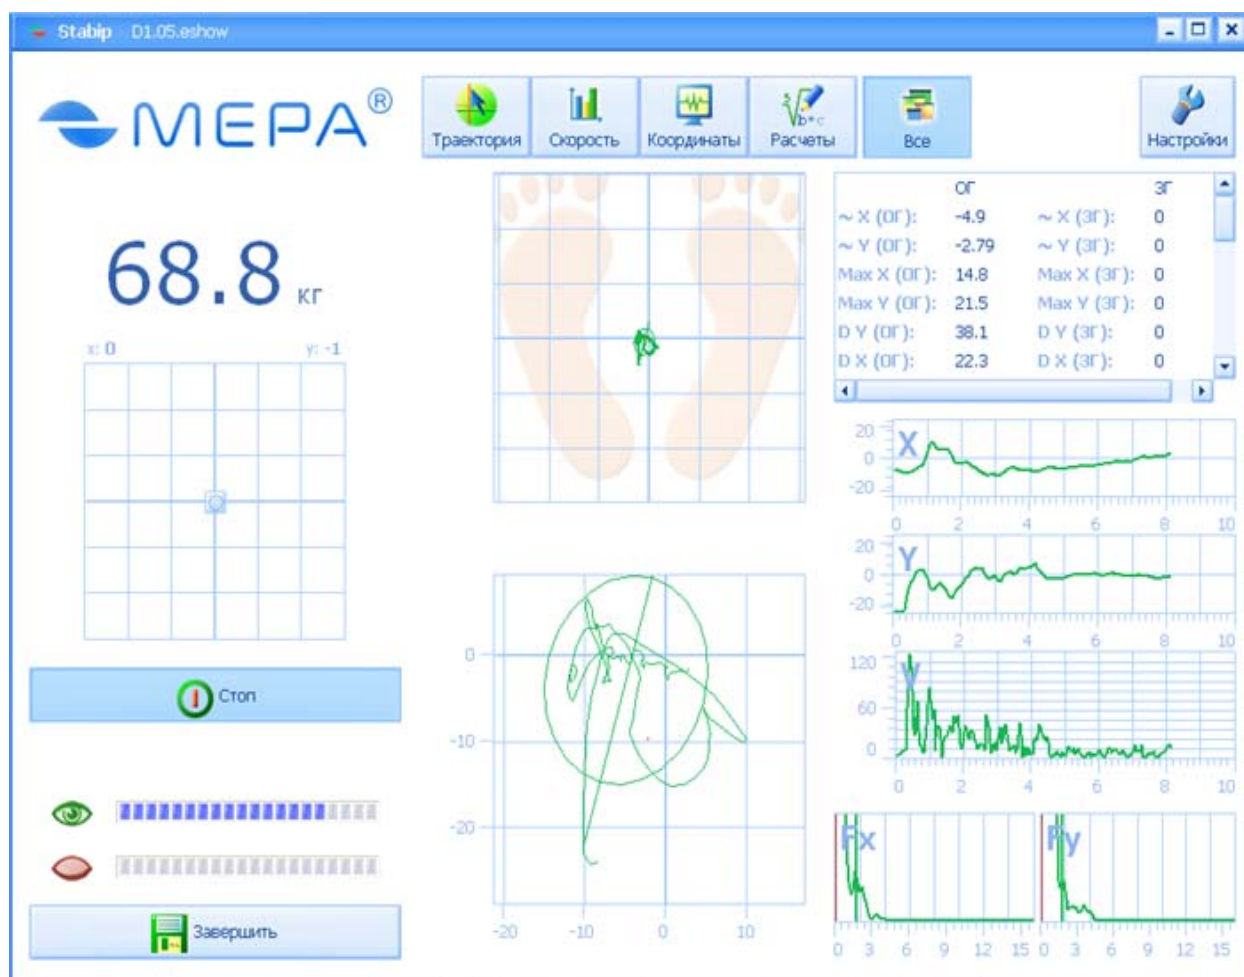 Stabip D1.05.eshow
МЕРА®
Траектория Скорость Координаты Расчеты Все Настройки
68.8 кг
x: 0 y: -1
ОГ ЗГ
~ X (ОГ): -4.9 ~ X (ЗГ): 0
~ Y (ОГ): -2.79 ~ Y (ЗГ): 0
Max X (ОГ): 14.8 Max X (ЗГ): 0
Max Y (ОГ): 21.5 Max Y (ЗГ): 0
D Y (ОГ): 38.1 D Y (ЗГ): 0
D X (ОГ): 22.3 D X (ЗГ): 0
X
20
0
-20
0 2 4 6 8 10
Y
20
0
-20
0 2 4 6 8 10
V
120
60
0
0 2 4 6 8 10
0
-10
-20
-20 -10 0 10
Fx
0 3 6 9 12 15
Fy
0 3 6 9 12 15
Стоп
Завершить